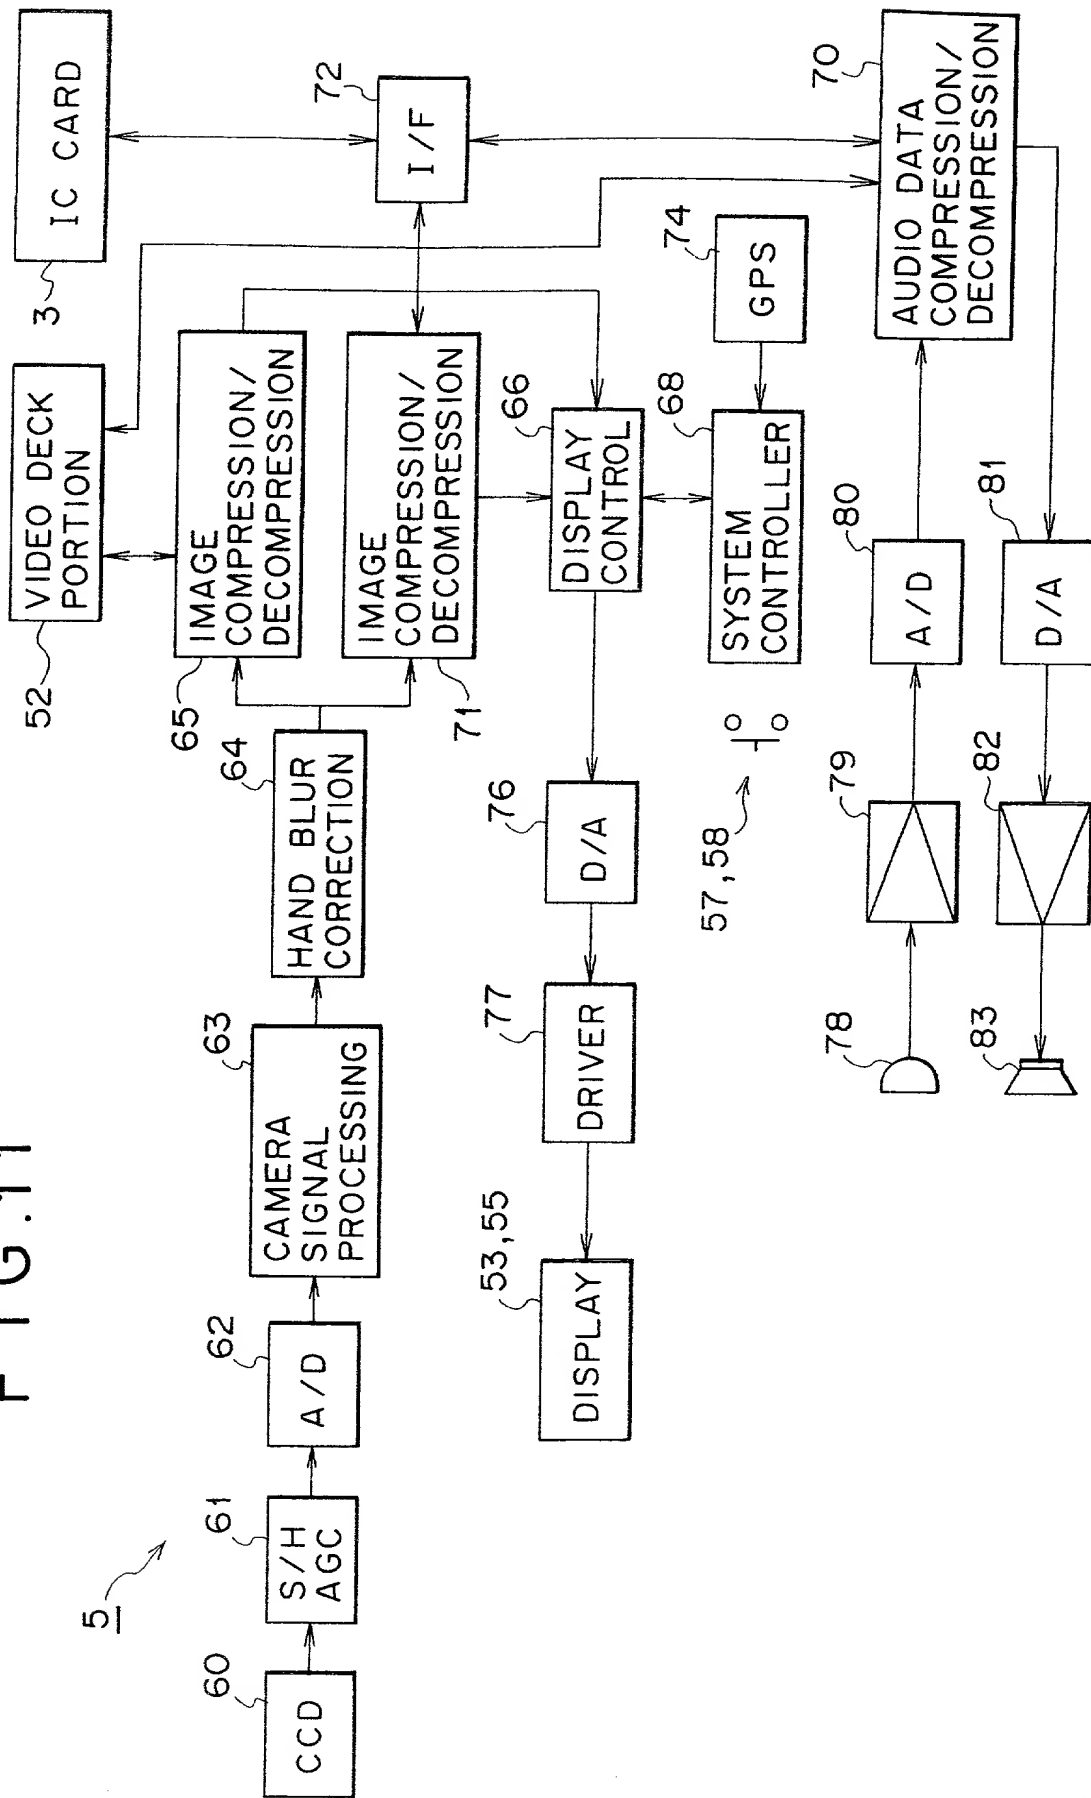 FIG.11
5
60
CCD
61
S/H
AGC
62
A/D
63
CAMERA
SIGNAL
PROCESSING
64
HAND BLUR
CORRECTION
52
VIDEO DECK
PORTION
3
IC CARD
65
IMAGE
COMPRESSION/
DECOMPRESSION
71
IMAGE
COMPRESSION/
DECOMPRESSION
72
I/F
53,55
DISPLAY
77
DRIVER
76
D/A
66
DISPLAY
CONTROL
57,58
68
SYSTEM
CONTROLLER
74
GPS
78
79
80
A/D
70
AUDIO DATA
COMPRESSION/
DECOMPRESSION
83
82
81
D/A